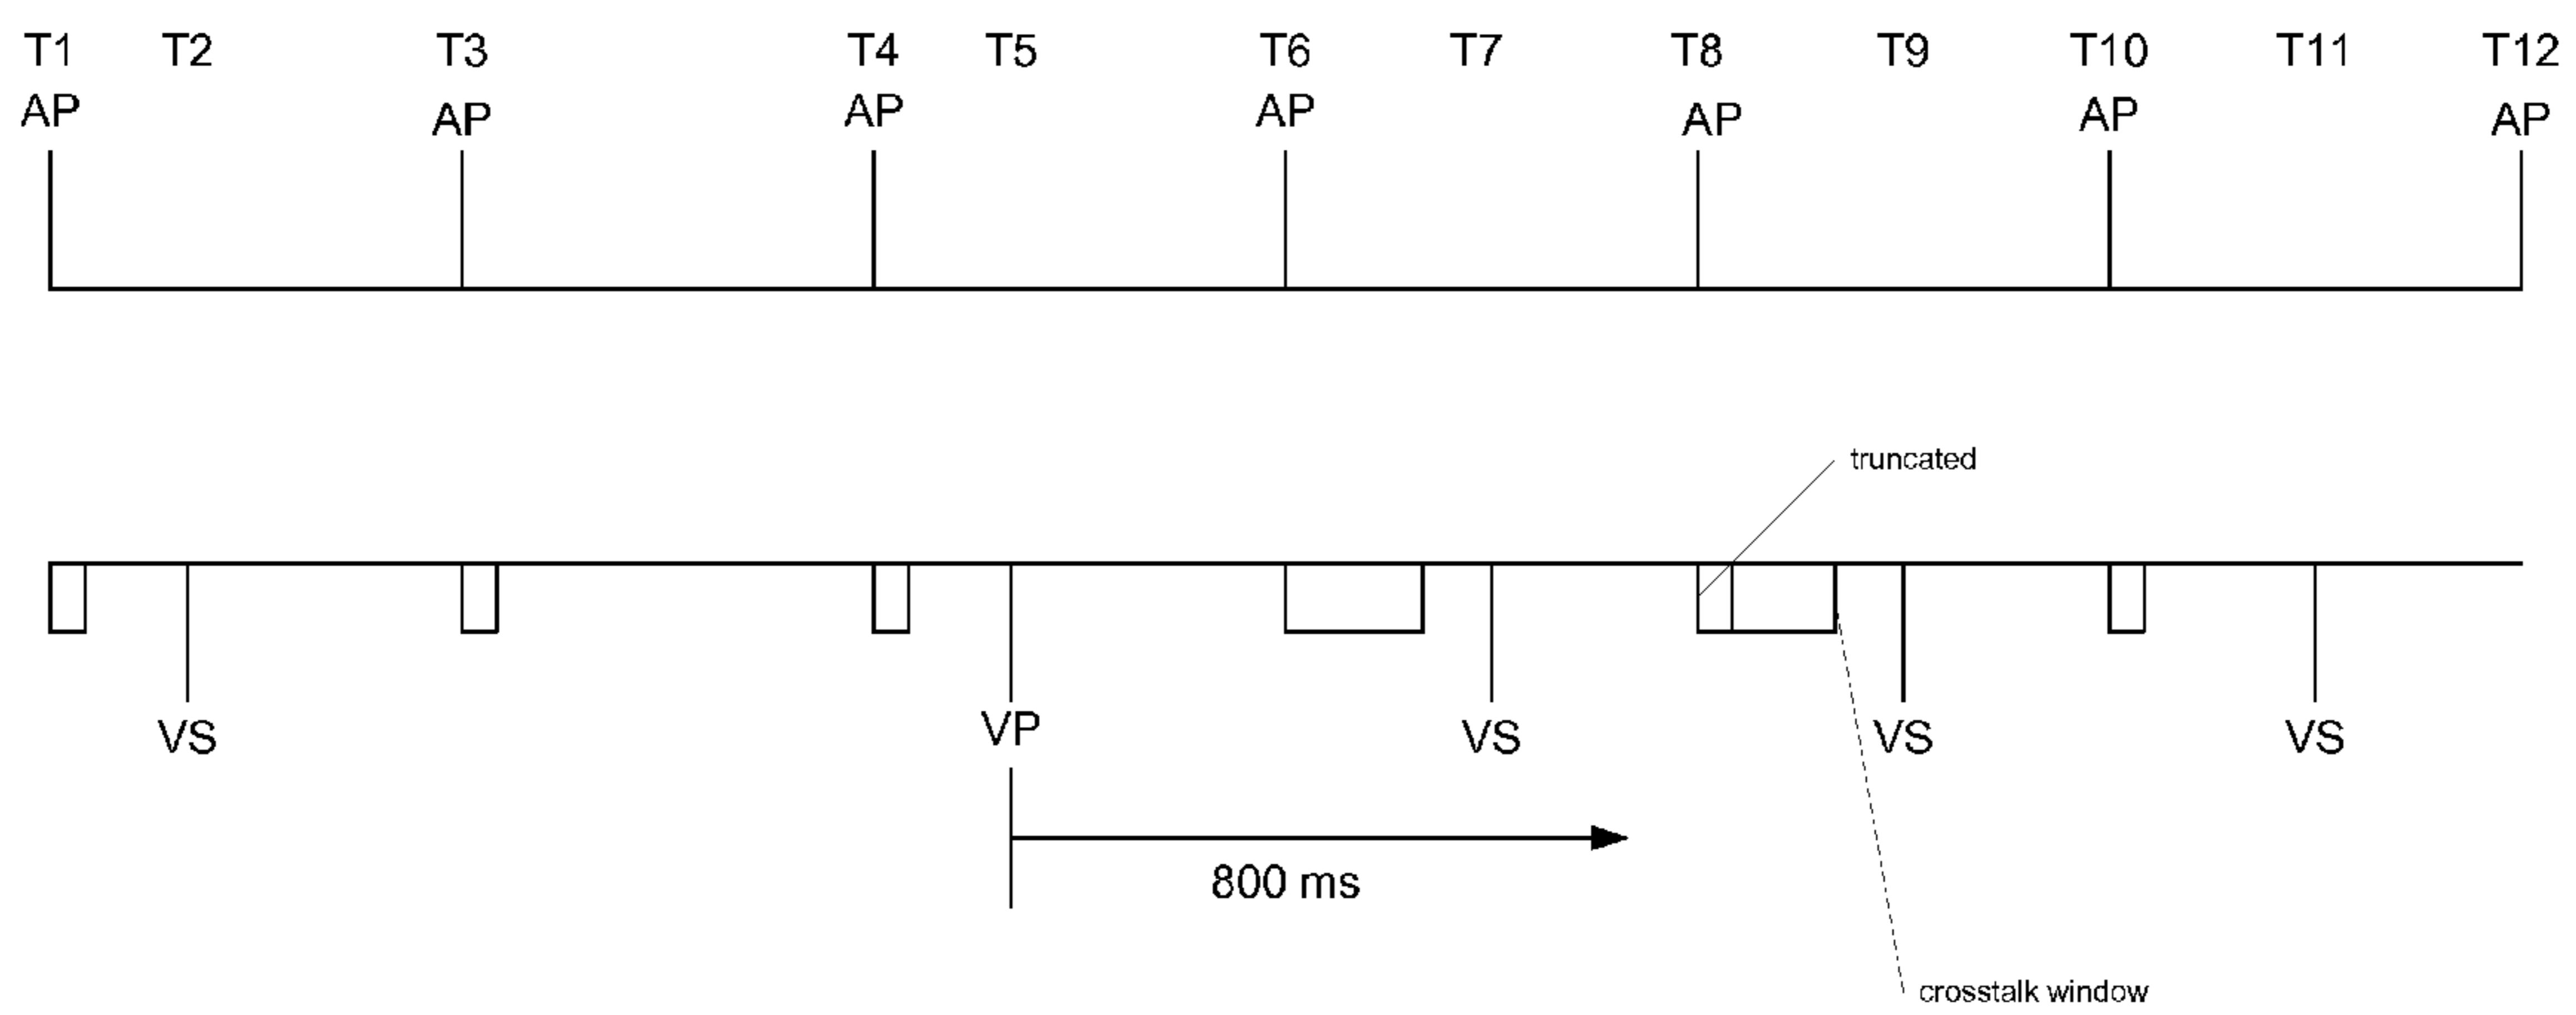 T1 T2 T3 T4 T5 T6 T7 T8 T9 T10 T11 T12
AP AP AP AP AP AP AP
truncated
VS VP VS VS VS
800 ms
crosstalk window